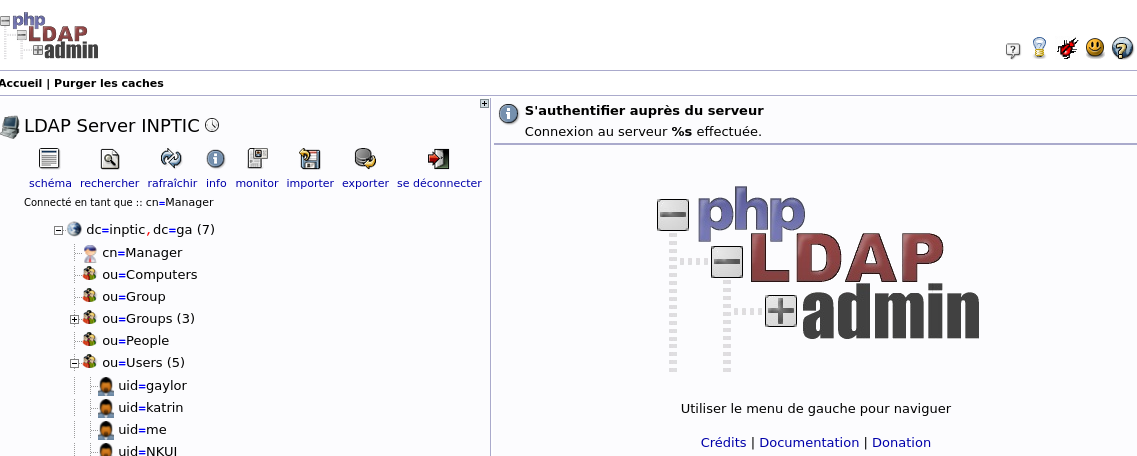 php
LDAP
admin
Accueil | Purger les caches
LDAP Server INPTIC
schéma rechercher rafraîchir info monitor importer exporter se déconnecter
Connecté en tant que :: cn=Manager
dc=inptic,dc=ga (7)
cn=Manager
ou=Computers
ou=Group
ou=Groups (3)
ou=People
ou=Users (5)
uid=gaylor
uid=katrin
uid=me
uid=NKUI
S'authentifier auprès du serveur
Connexion au serveur %s effectuée.
php
LDAP
admin
Utiliser le menu de gauche pour naviguer
Crédits | Documentation | Donation